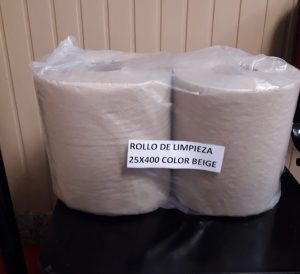 ROLLO DE LIMPIEZA
25X400 COLOR BEIGE